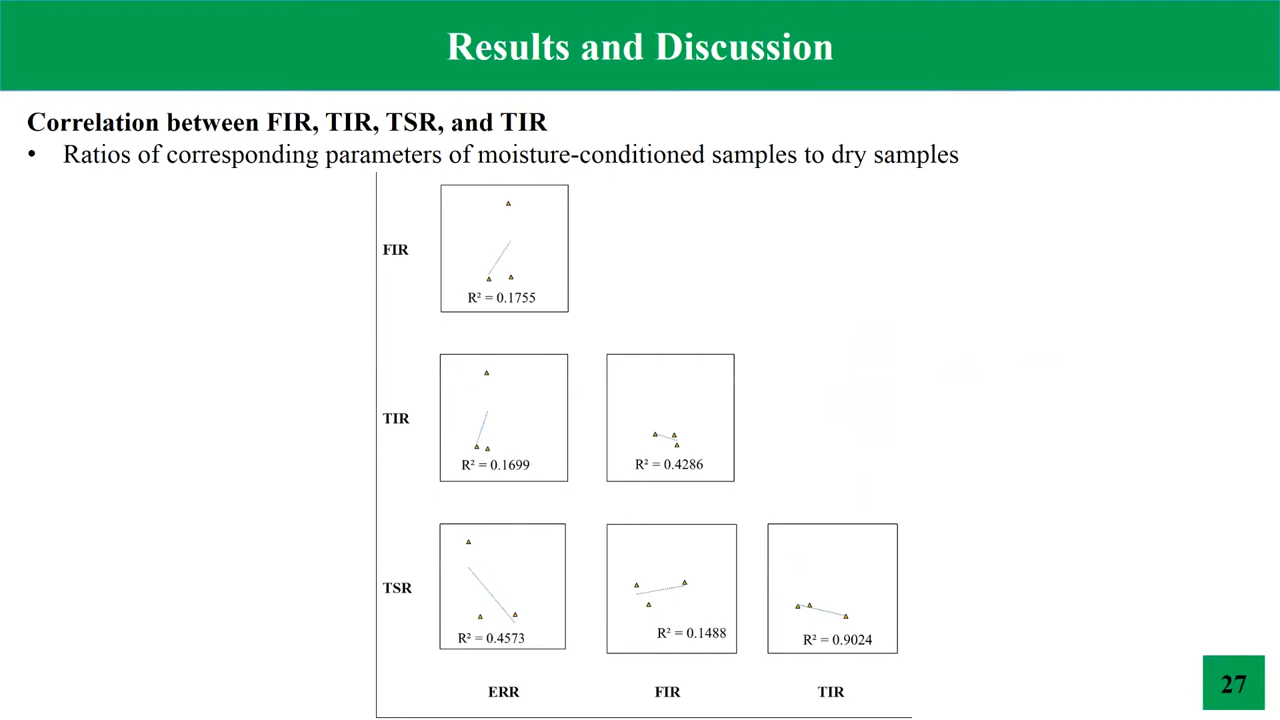 Results and Discussion
Correlation between FIR, TIR, TSR, and TIR
• Ratios of corresponding parameters of moisture-conditioned samples to dry samples
FIR
R² = 0.1755
TIR
R² = 0.1699
R² = 0.4286
TSR
R² = 0.4573
R² = 0.1488
R² = 0.9024
ERR
FIR
TIR
27